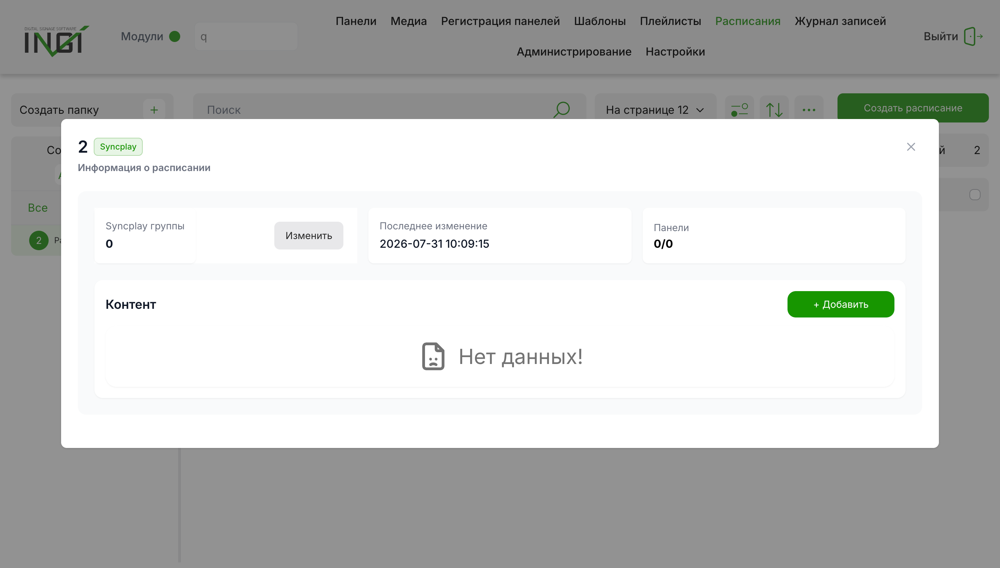 DIGITAL SIGNAGE SOFTWARE
INGI
Модули
q
Панели Медиа Регистрация панелей Шаблоны Плейлисты Расписания Журнал записей
Администрирование Настройки
Выйти
Создать папку
+
Поиск
На странице 12
Создать расписание
Со
й 2
2 Syncplay
Информация о расписании
Все
2
Syncplay группы
0
Изменить
Последнее изменение
2026-07-31 10:09:15
Панели
0/0
Контент
+ Добавить
Нет данных!